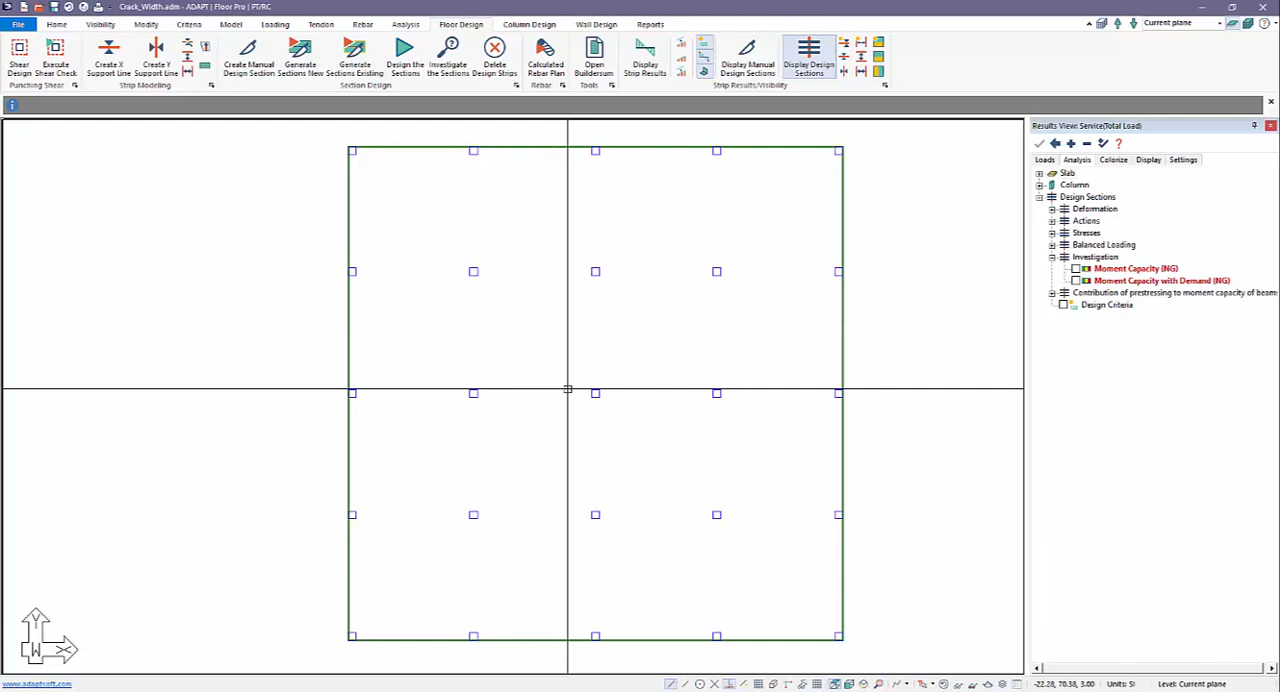 Crack_Width.adm - ADAPT | Floor Pro | PT/RC
File Home Visibility Modify Criteria Model Loading Tendon Rebar Analysis Floor Design Column Design Wall Design Reports
Current plane
Shear Design
Execute Shear Check
Create X Support Line
Create Y Support Line
Create Manual Design Section
Generate Sections New
Generate Sections Existing
Design the Sections
Investigate the Sections
Delete Design Strips
Calculated Rebar Plan
Open Buildersum
Display Strip Results
Display Manual Design Sections
Display Design Sections
Punching Shear
Strip Modeling
Section Design
Rebar
Tools
Strip Results/Visibility
Results View: Service(Total Load)
Loads Analysis Colorize Display Settings
Slab
Column
Design Sections
Deformation
Actions
Stresses
Balanced Loading
Investigation
Moment Capacity (NG)
Moment Capacity with Demand (NG)
Contribution of prestressing to moment capacity of beam
Design Criteria
Y
W X
www.adaptsoft.com
-22.28, 70.38, 3.00 Units: SI Level: Current plane